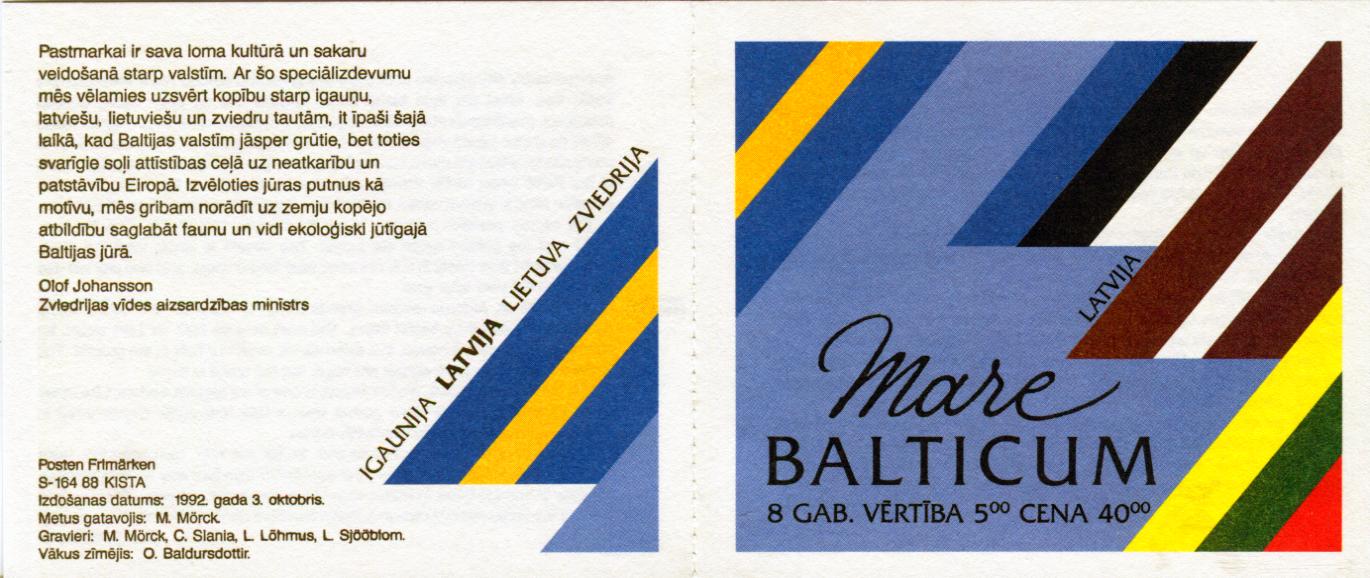 Pastmarkai ir sava loma kultūrā un sakaru
veidošanā starp valstīm. Ar šo speciālizdevumu
mēs vēlamies uzsvērt kopību starp igauņu,
latviešu, lietuviešu un zviedru tautām, it īpaši šajā
laikā, kad Baltijas valstīm jāsper grūtie, bet toties
svarīgie soļi attīstības ceļā uz neatkarību un
patstāvību Eiropā. Izvēloties jūras putnus kā
motīvu, mēs gribam norādīt uz zemju kopējo
atbildību saglabāt faunu un vidi ekoloģiski jūtīgajā
Baltijas jūrā.
Olof Johansson
Zviedrijas vīdes aizsardzības ministrs
IGAUNIJA LATVIJA LIETUVA ZVIEDRIJA
Posten Frimärken
S-164 88 KISTA
Izdošanas datums: 1992. gada 3. oktobris.
Metus gatavojis: M. Mörck.
Gravieri: M. Mörck, C. Slania, L. Löhmus, L. Sjööblom.
Vākus zīmējis: O. Baldursdottir.
LATVIJA
Mare
BALTICUM
8 GAB. VĒRTĪBA 5⁰⁰ CENA 40⁰⁰